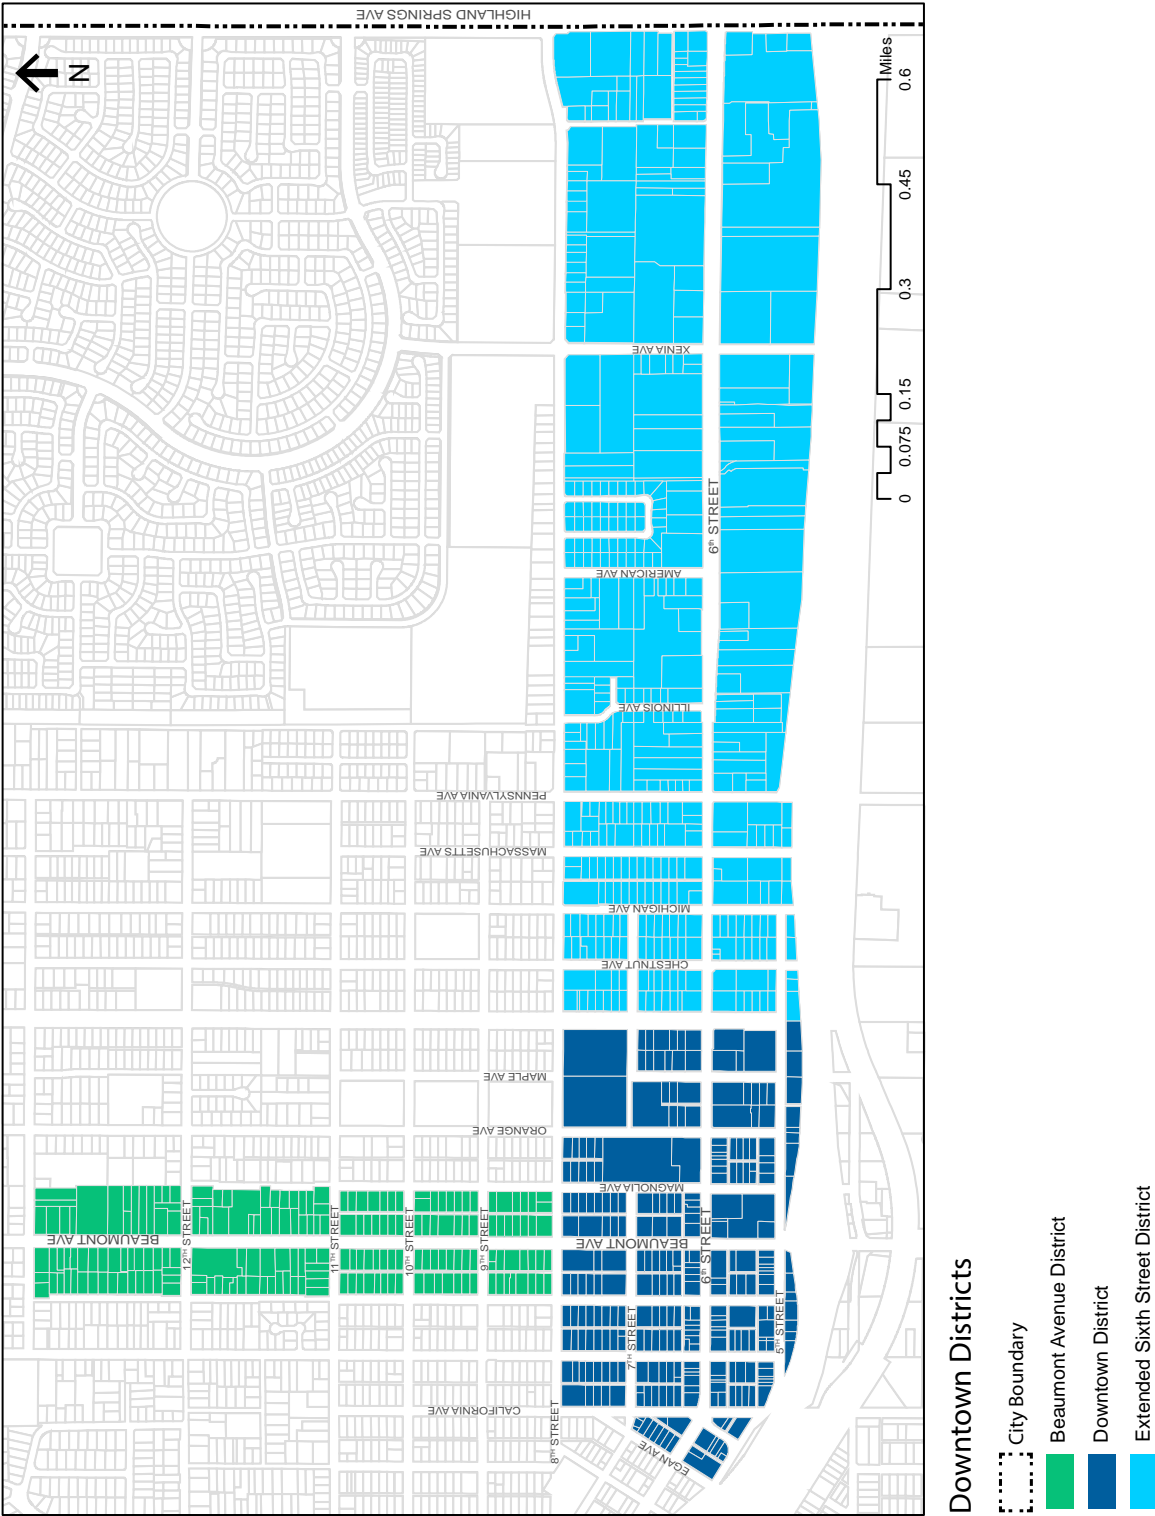 HIGHLAND SPRINGS AVE
N
XENIA AVE
6th STREET
AMERICAN AVE
ILLINOIS AVE
PENNSYLVANIA AVE
MASSACHUSETTS AVE
MICHIGAN AVE
CHESTNUT AVE
MAPLE AVE
ORANGE AVE
MAGNOLIA AVE
BEAUMONT AVE
BEAUMONT AVE
12TH STREET
11TH STREET
10TH STREET
9TH STREET
6th STREET
7TH STREET
5TH STREET
CALIFORNIA AVE
8TH STREET
EGAN AVE
0 0.075 0.15 0.3 0.45 0.6
Miles
Downtown Districts
City Boundary
Beaumont Avenue District
Downtown District
Extended Sixth Street District